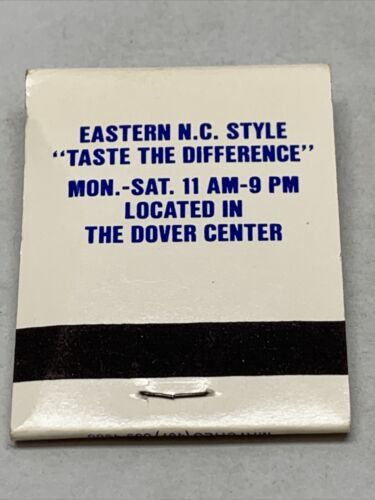 EASTERN N.C. STYLE
"TASTE THE DIFFERENCE"
MON.-SAT. 11 AM-9 PM
LOCATED IN
THE DOVER CENTER